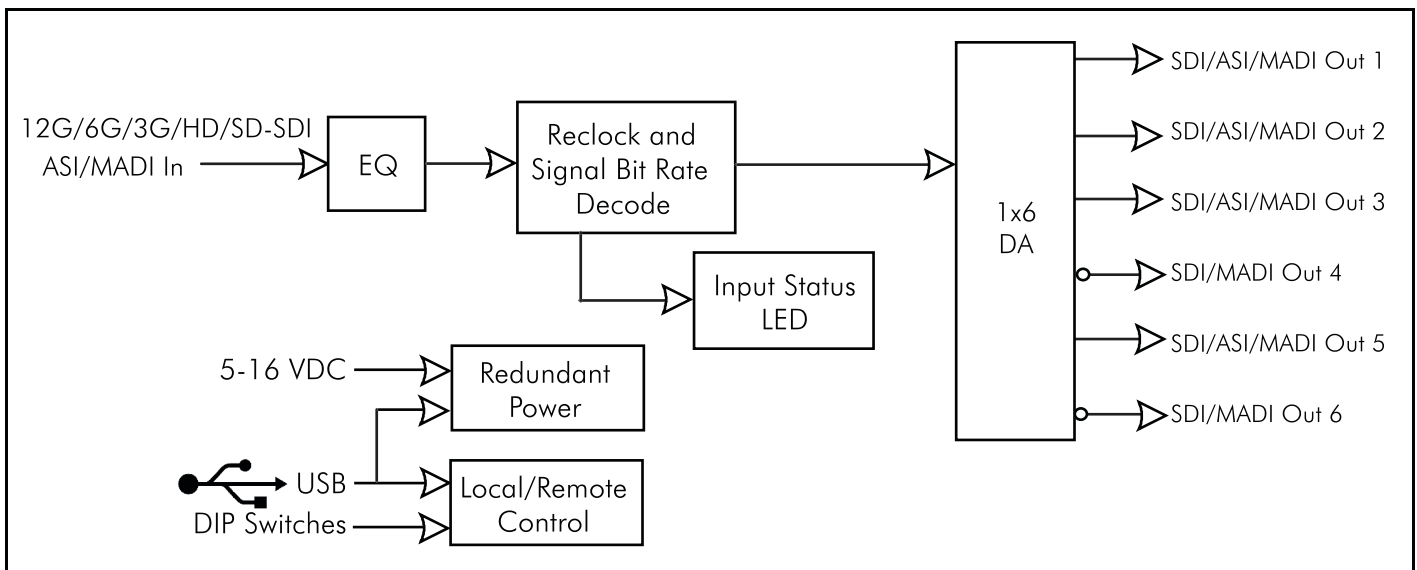 12G/6G/3G/HD/SD-SDI
ASI/MADI In
EQ
Reclock and
Signal Bit Rate
Decode
Input Status
LED
1x6
DA
SDI/ASI/MADI Out 1
SDI/ASI/MADI Out 2
SDI/ASI/MADI Out 3
SDI/MADI Out 4
SDI/ASI/MADI Out 5
SDI/MADI Out 6
5-16 VDC
Redundant
Power
USB
DIP Switches
Local/Remote
Control